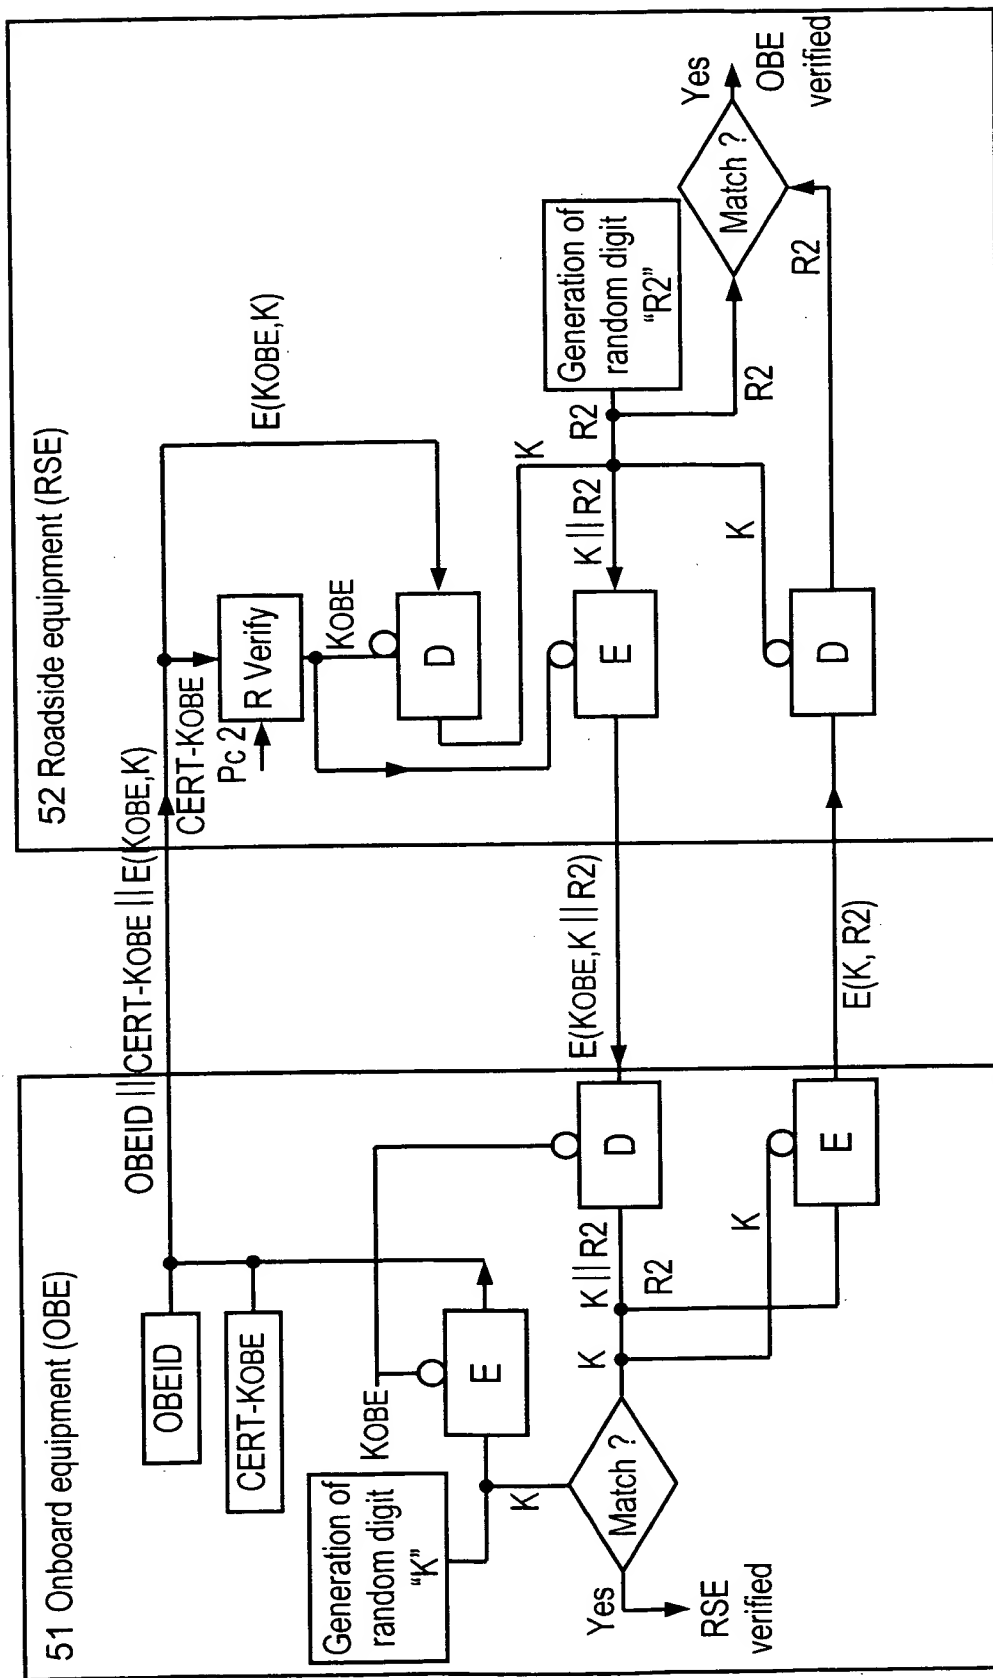 51 Onboard equipment (OBE)
OBEID
CERT-KOBE
Generation of
random digit
"K"
KOBE
E
K
Match ?
Yes
RSE
verified
K
K || R2
R2
D
K
E
OBEID || CERT-KOBE || E(KOBE,K)
E(KOBE,K || R2)
E(K, R2)
52 Roadside equipment (RSE)
CERT-KOBE
Pc 2
R Verify
KOBE
E(KOBE,K)
D
K
E
K || R2
R2
Generation of
random digit
"R2"
K
D
R2
R2
Match ?
Yes
OBE
verified